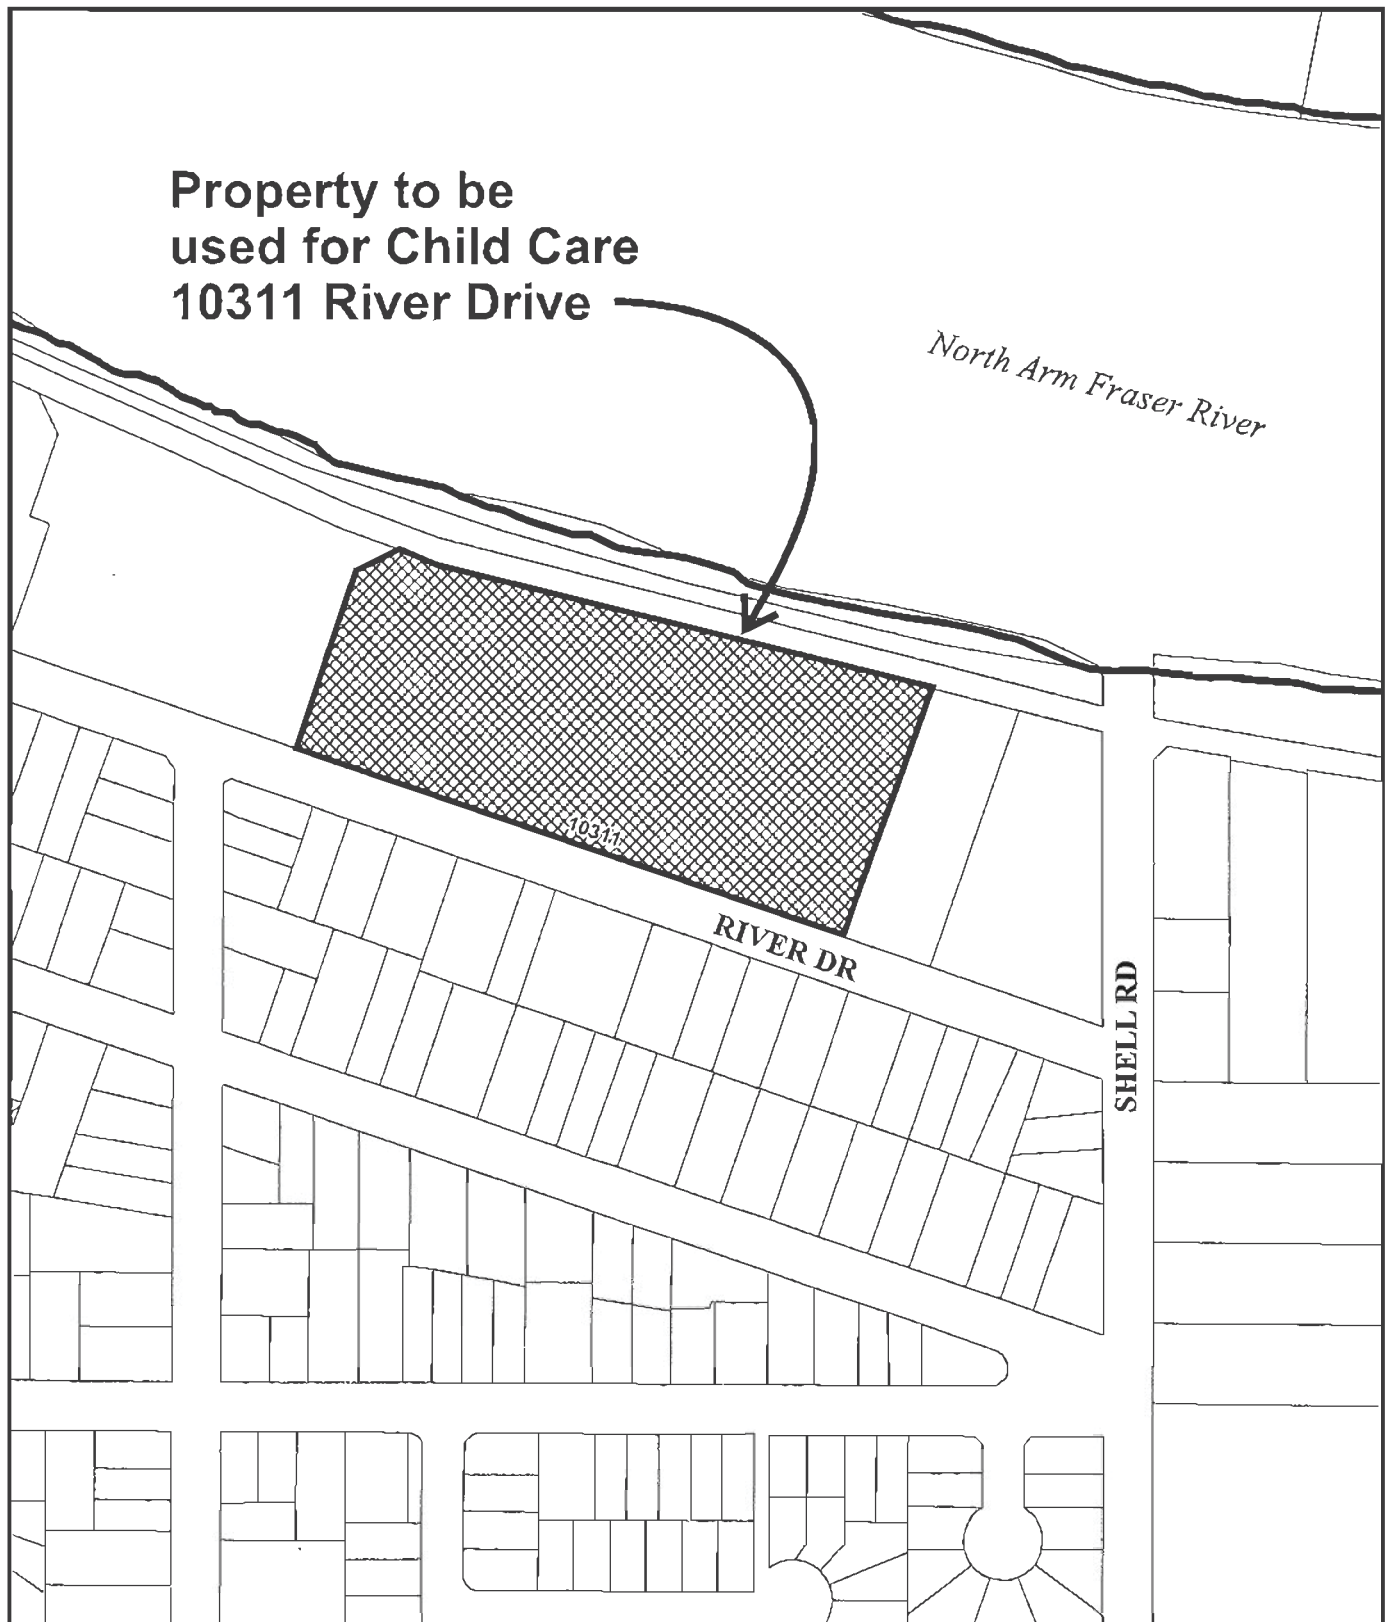 Property to be
used for Child Care
10311 River Drive
North Arm Fraser River
10311
RIVER DR
SHELL RD